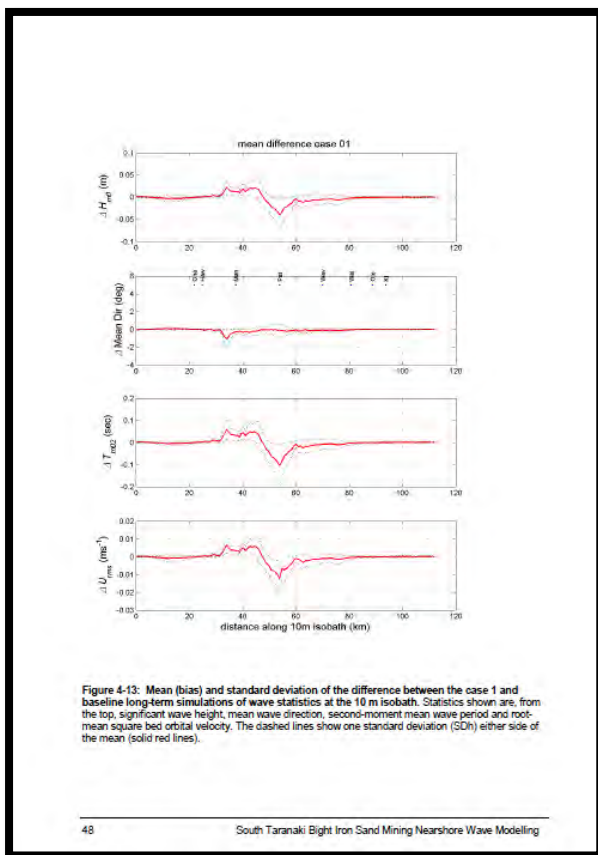 mean difference case 01
0.1
0.05
0
-0.05
-0.1
Δ Hm0 (m)
0 20 40 60 80 100 120
6
4
2
0
-2
-4
Δ Mean Dir (deg)
0 20 40 60 80 100 120
0.2
0.1
0
-0.1
-0.2
Δ Tm02 (sec)
0 20 40 60 80 100 120
0.02
0.01
0
-0.01
-0.02
-0.03
Δ Urms (ms-1)
0 20 40 60 80 100 120
distance along 10m isobath (km)
Figure 4-13: Mean (bias) and standard deviation of the difference between the case 1 and
baseline long-term simulations of wave statistics at the 10 m isobath. Statistics shown are, from
the top, significant wave height, mean wave direction, second-moment mean wave period and root-
mean square bed orbital velocity. The dashed lines show one standard deviation (SDh) either side of
the mean (solid red lines).
48 South Taranaki Bight Iron Sand Mining Nearshore Wave Modelling